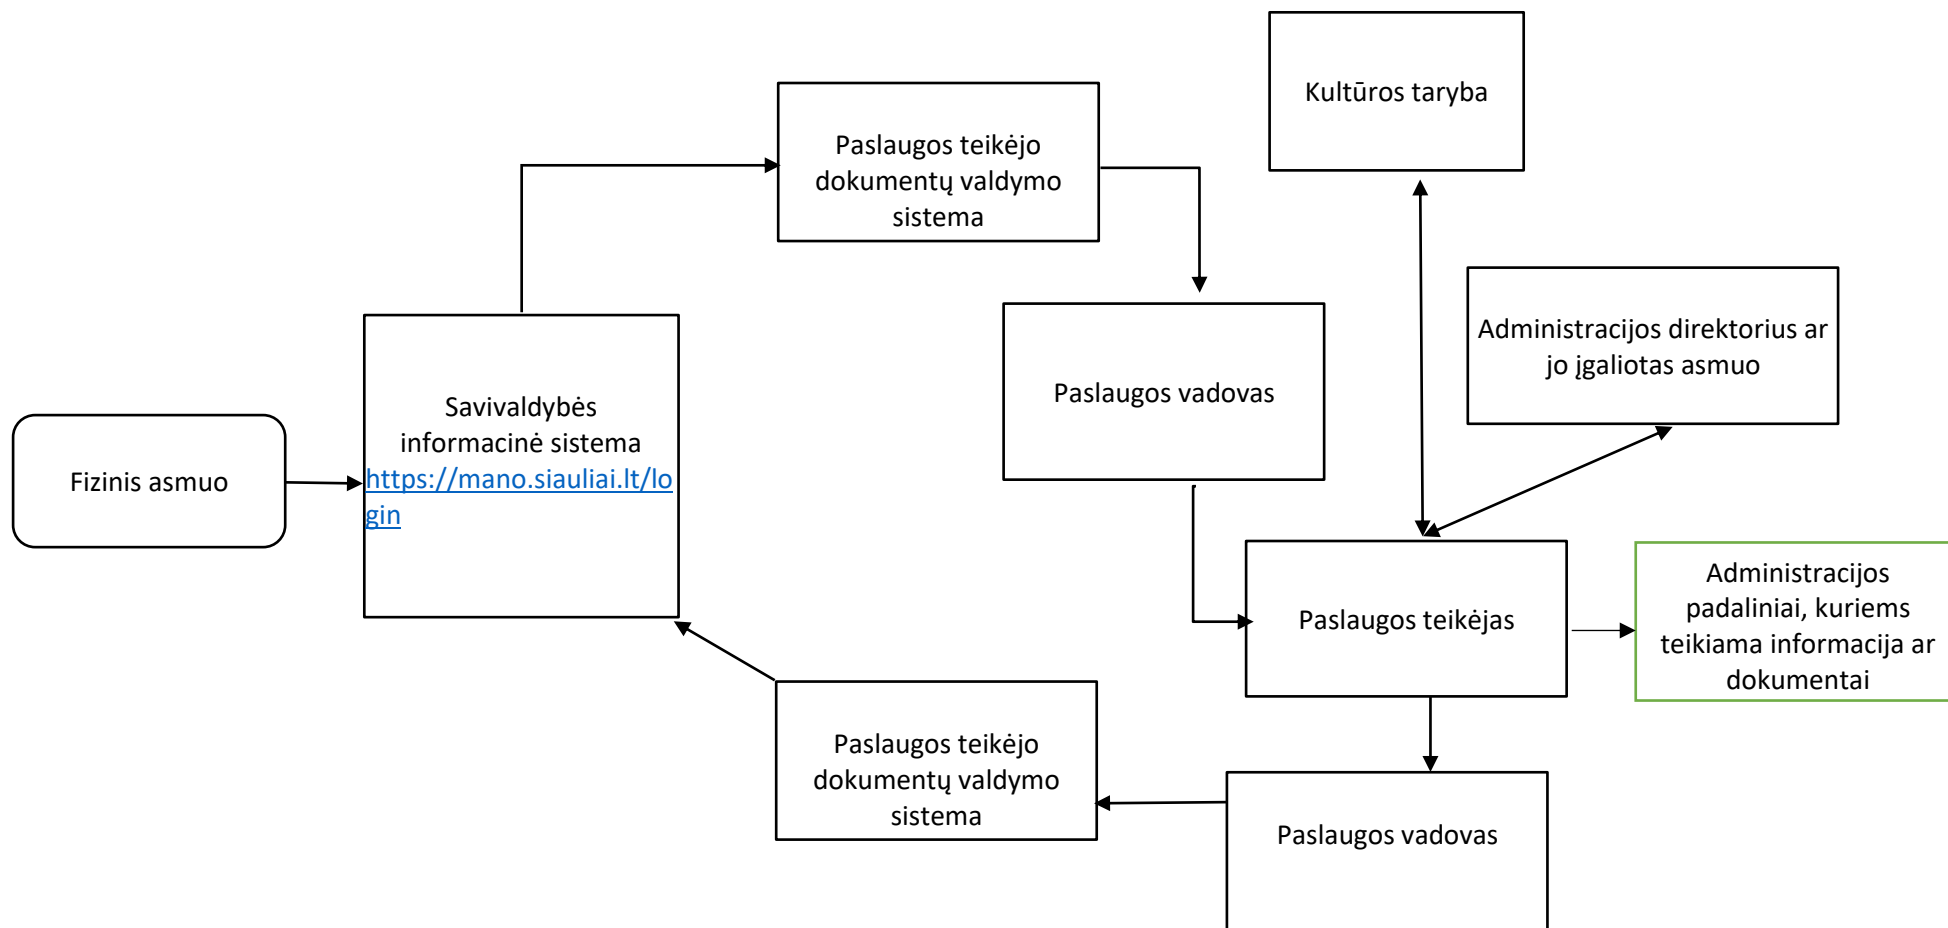 Kultūros taryba
Paslaugos teikėjo
dokumentų valdymo
sistema
Administracijos direktorius ar
jo įgaliotas asmuo
Paslaugos vadovas
Savivaldybės
informacinė sistema
https://mano.siauliai.lt/lo
gin
Fizinis asmuo
Paslaugos teikėjas
Administracijos
padaliniai, kuriems
teikiama informacija ar
dokumentai
Paslaugos teikėjo
dokumentų valdymo
sistema
Paslaugos vadovas